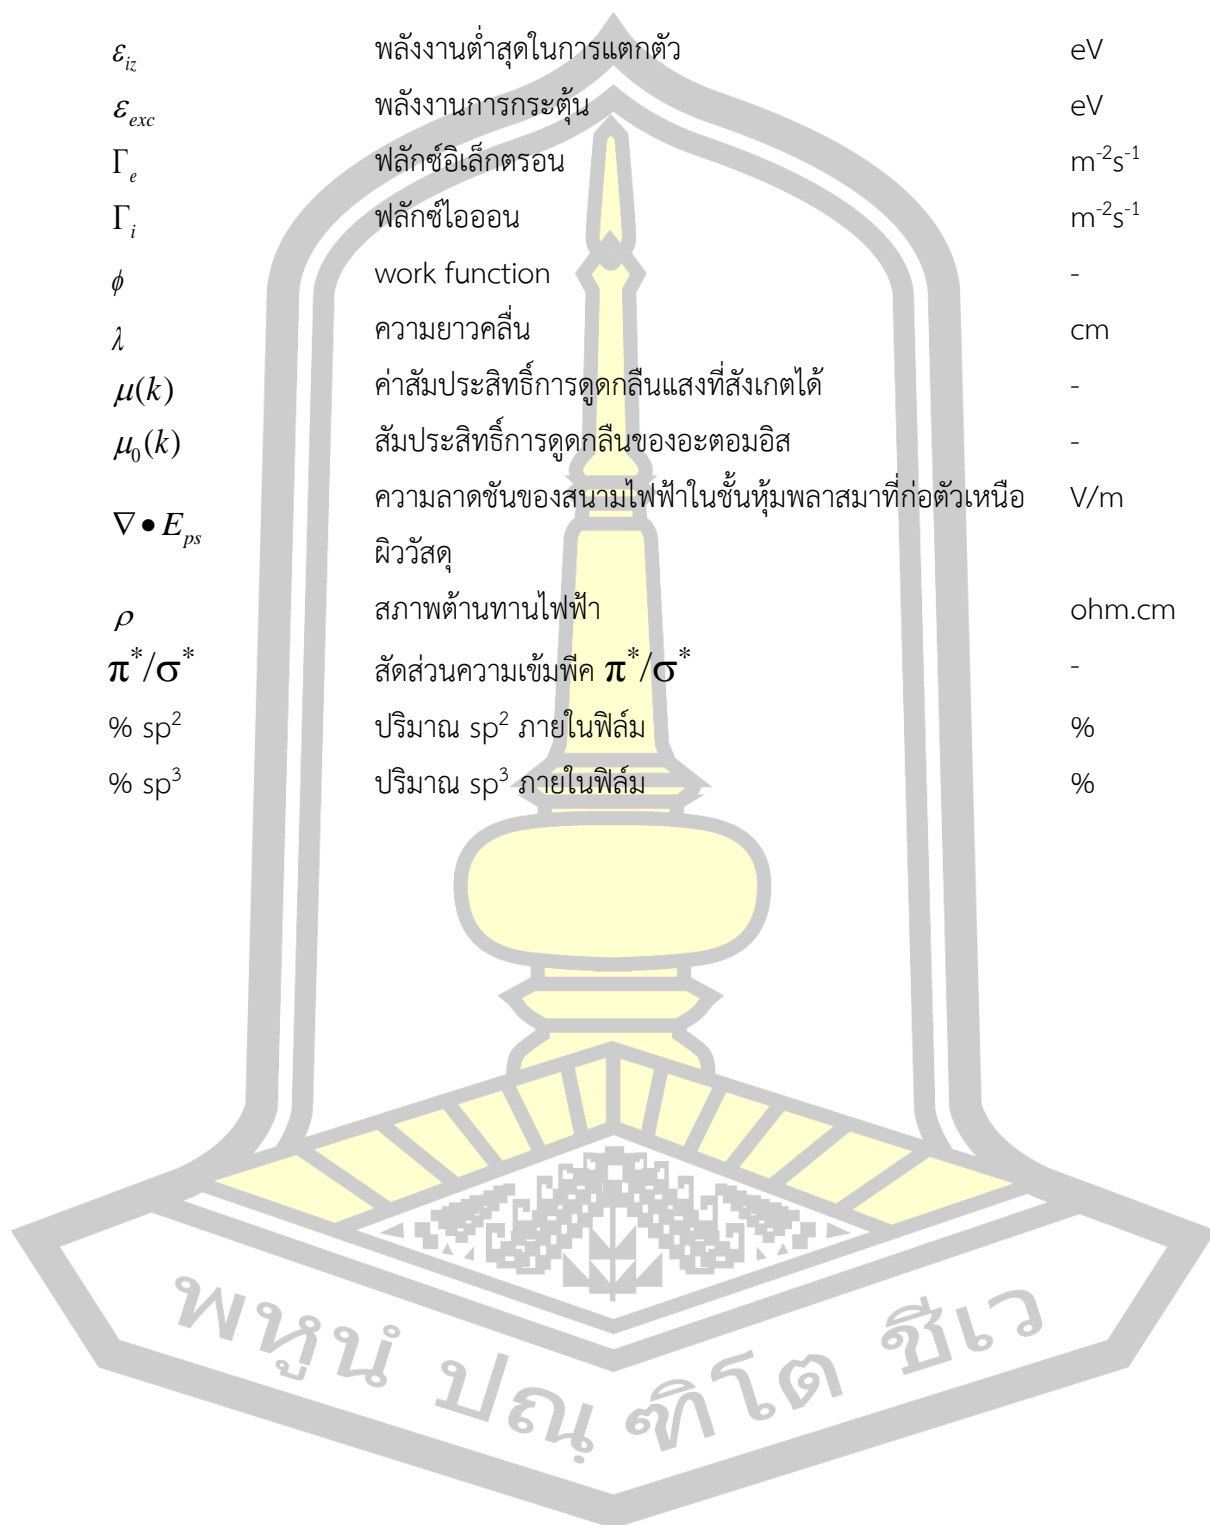 ε_iz พลังงานต่ำสุดในการแตกตัว eV
ε_exc พลังงานการกระตุ้น eV
Γ_e ฟลักซ์อิเล็กตรอน m⁻²s⁻¹
Γ_i ฟลักซ์ไอออน m⁻²s⁻¹
ϕ work function -
λ ความยาวคลื่น cm
μ(k) ค่าสัมประสิทธิ์การดูดกลืนแสงที่สังเกตได้ -
μ₀(k) สัมประสิทธิ์การดูดกลืนของอะตอมอิส -
∇•E_ps ความลาดชันของสนามไฟฟ้าในชั้นหุ้มพลาสมาที่ก่อตัวเหนือ V/m
ผิววัสดุ
ρ สภาพต้านทานไฟฟ้า ohm.cm
π*/σ* สัดส่วนความเข้มพีค π*/σ* -
% sp² ปริมาณ sp² ภายในฟิล์ม %
% sp³ ปริมาณ sp³ ภายในฟิล์ม %
พหูนํ ปณฺฑิโต ชีเว